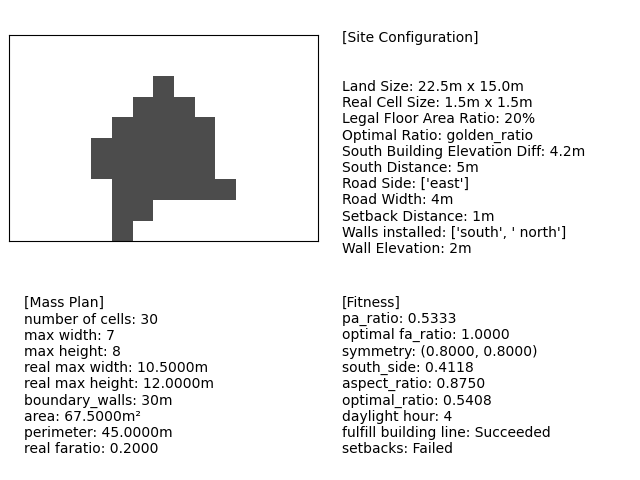 [Site Configuration]
Land Size: 22.5m x 15.0m
Real Cell Size: 1.5m x 1.5m
Legal Floor Area Ratio: 20%
Optimal Ratio: golden_ratio
South Building Elevation Diff: 4.2m
South Distance: 5m
Road Side: ['east']
Road Width: 4m
Setback Distance: 1m
Walls installed: ['south', ' north']
Wall Elevation: 2m
[Mass Plan]
number of cells: 30
max width: 7
max height: 8
real max width: 10.5000m
real max height: 12.0000m
boundary_walls: 30m
area: 67.5000m²
perimeter: 45.0000m
real faratio: 0.2000
[Fitness]
pa_ratio: 0.5333
optimal fa_ratio: 1.0000
symmetry: (0.8000, 0.8000)
south_side: 0.4118
aspect_ratio: 0.8750
optimal_ratio: 0.5408
daylight hour: 4
fulfill building line: Succeeded
setbacks: Failed